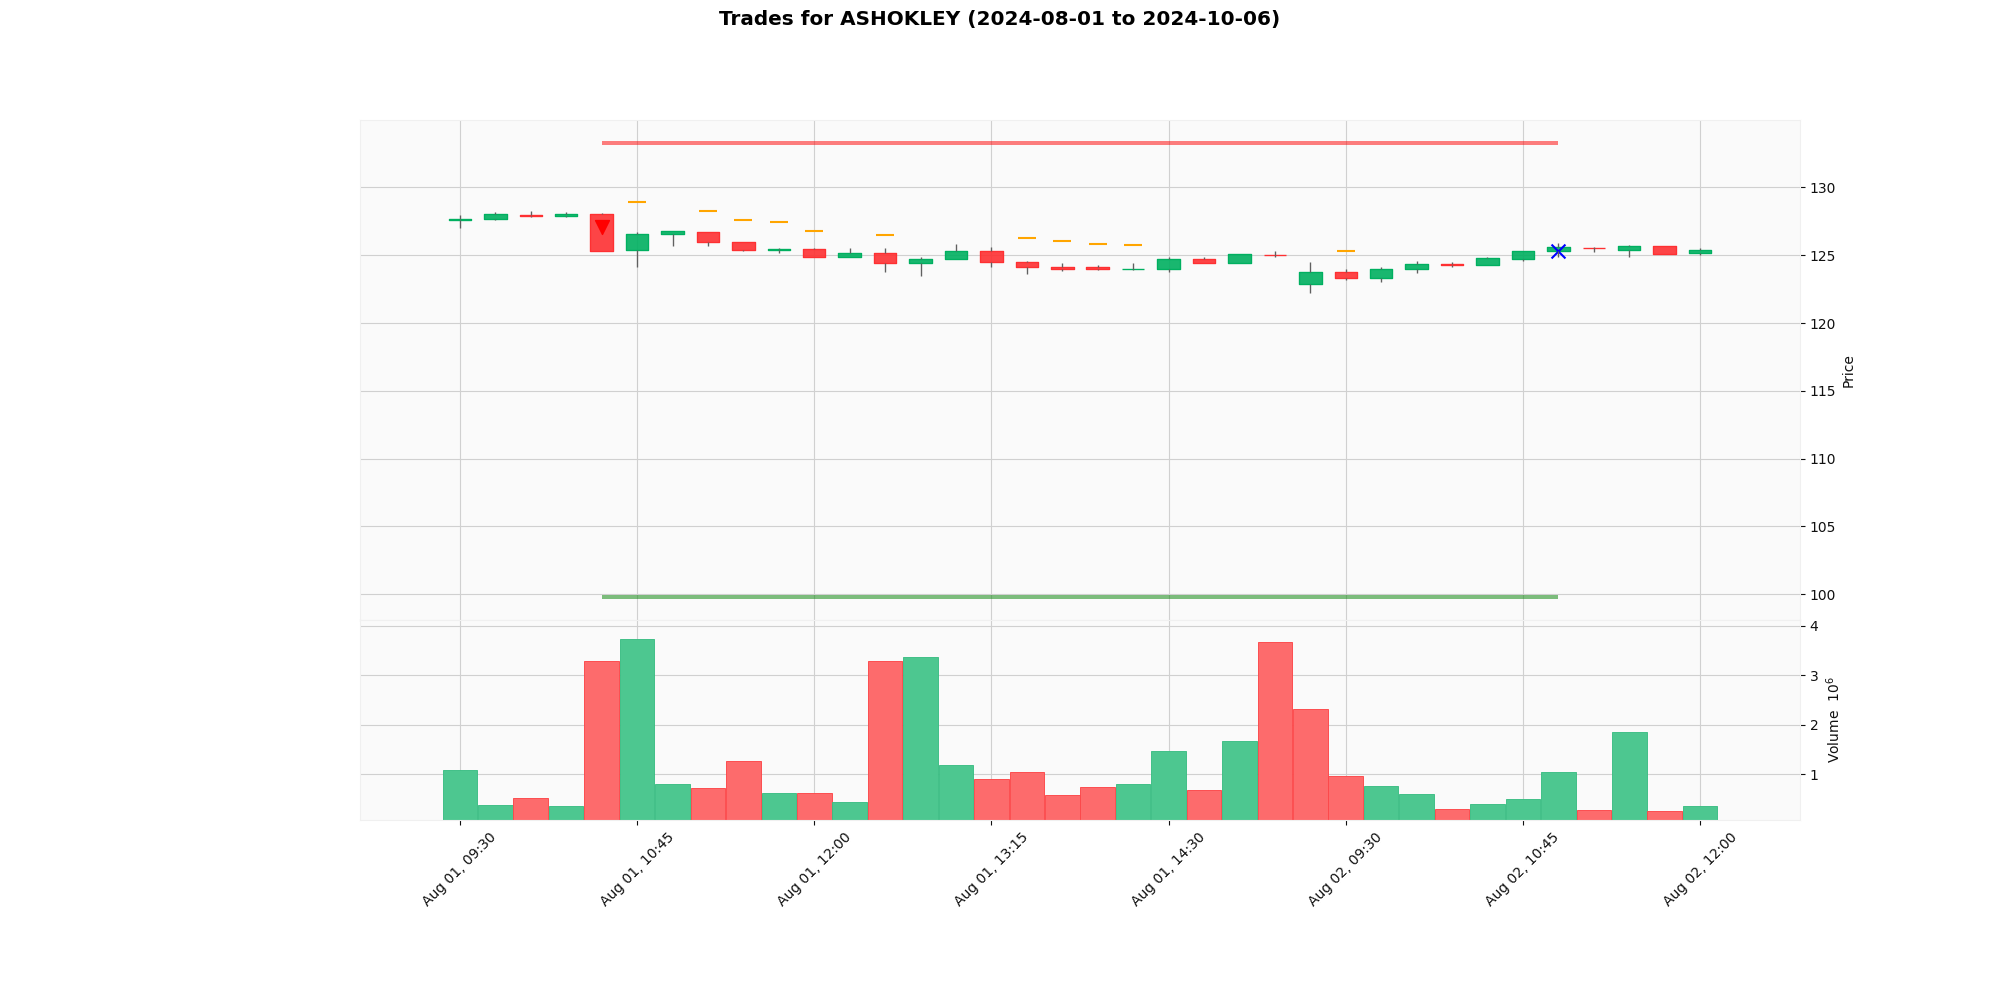 Trades for ASHOKLEY (2024-08-01 to 2024-10-06)
130
125
120
115
110
105
100
Price
4
3
2
1
Volume 10^6
Aug 01, 09:30
Aug 01, 10:45
Aug 01, 12:00
Aug 01, 13:15
Aug 01, 14:30
Aug 02, 09:30
Aug 02, 10:45
Aug 02, 12:00